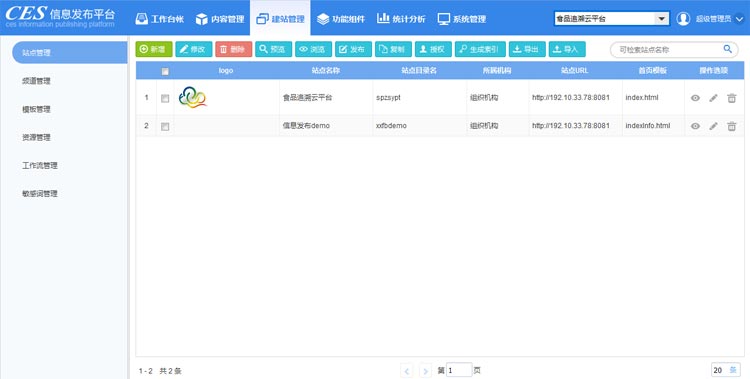 CES 信息发布平台
ces information publishing platform
工作台帐 内容管理 建站管理 功能组件 统计分析 系统管理
食品追溯云平台
超级管理员
站点管理
频道管理
模板管理
资源管理
工作流管理
敏感词管理
新增 修改 删除 预览 浏览 发布 复制 授权 生成索引 导出 导入
可检索站点名称
logo 站点名称 站点目录名 所属机构 站点URL 首页模板 操作选项
1 食品追溯云平台 spzsypt 组织机构 http://192.10.33.78:8081 index.html
2 信息发布demo xxfbdemo 组织机构 http://192.10.33.78:8081 indexInfo.html
1 - 2 共 2 条
第 1 页
20 条